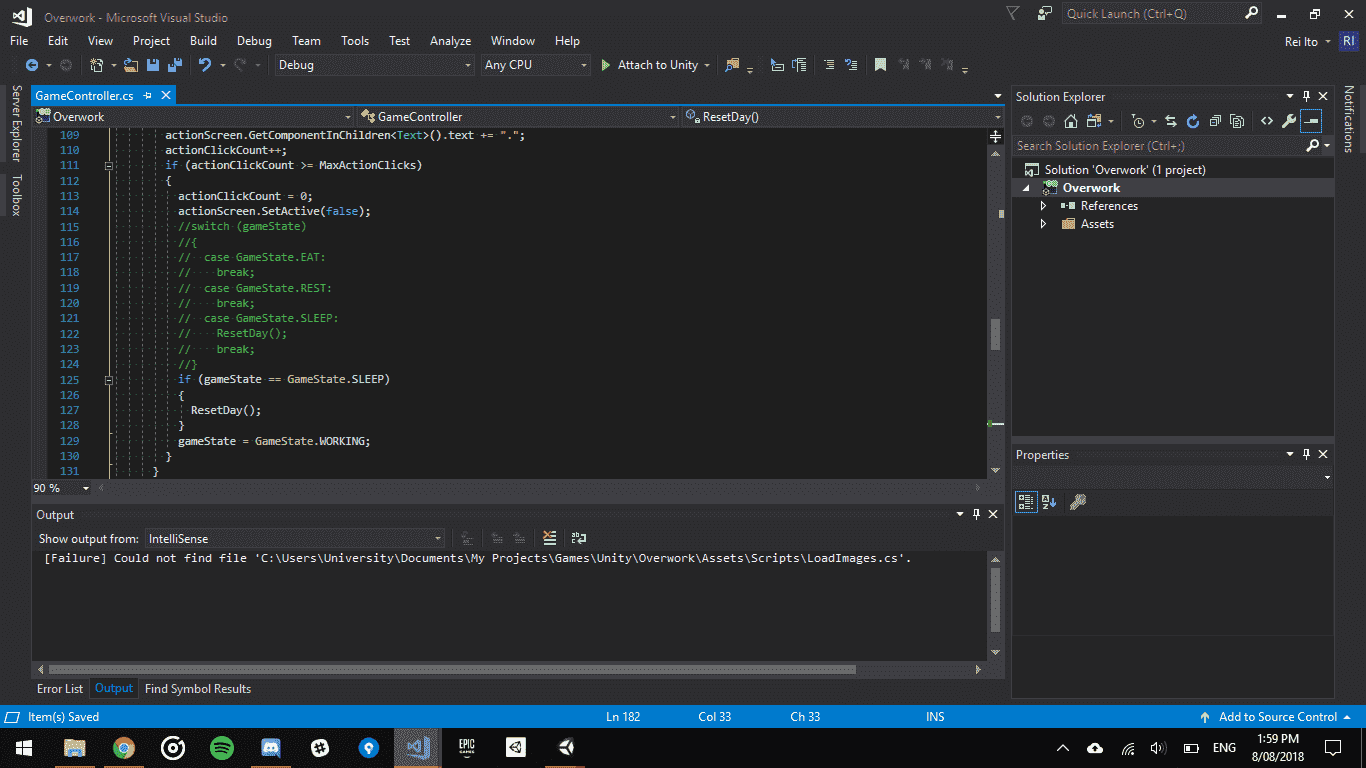 Overwork - Microsoft Visual Studio
Quick Launch (Ctrl+Q)
File Edit View Project Build Debug Team Tools Test Analyze Window Help
Rei Ito RI
Debug Any CPU Attach to Unity
Server Explorer
Toolbox
GameController.cs
Overwork GameController ResetDay()
109 actionScreen.GetComponentInChildren<Text>().text += ".";
110 actionClickCount++;
111 if (actionClickCount >= MaxActionClicks)
112 {
113 actionClickCount = 0;
114 actionScreen.SetActive(false);
115 //switch (gameState)
116 //{
117 // case GameState.EAT:
118 // break;
119 // case GameState.REST:
120 // break;
121 // case GameState.SLEEP:
122 // ResetDay();
123 // break;
124 //}
125 if (gameState == GameState.SLEEP)
126 {
127 ResetDay();
128 }
129 gameState = GameState.WORKING;
130 }
131 }
90 %
Output
Show output from: IntelliSense
[Failure] Could not find file 'C:\Users\University\Documents\My Projects\Games\Unity\Overwork\Assets\Scripts\LoadImages.cs'.
Error List Output Find Symbol Results
Solution Explorer
Search Solution Explorer (Ctrl+;)
Solution 'Overwork' (1 project)
Overwork
References
Assets
Properties
Notifications
Item(s) Saved Ln 182 Col 33 Ch 33 INS Add to Source Control
EPIC
GAMES
ENG
1:59 PM
8/08/2018